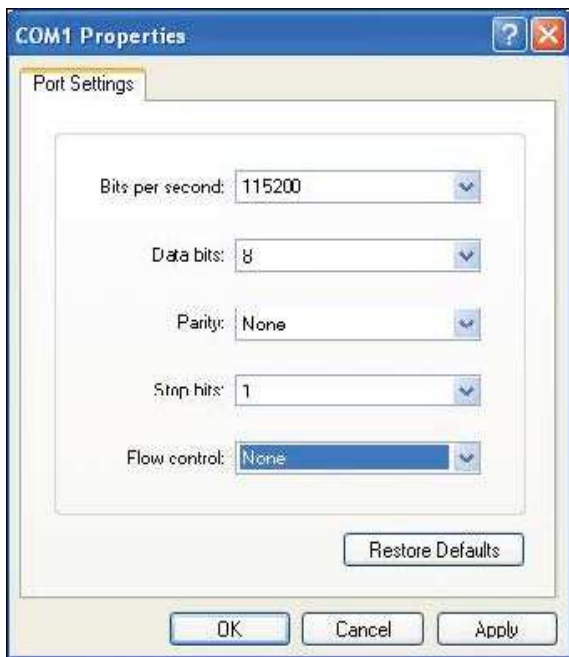 COM1 Properties
Port Settings
Bits per second: 115200
Data bits: 8
Parity: None
Stop bits: 1
Flow control: None
Restore Defaults
OK Cancel Apply